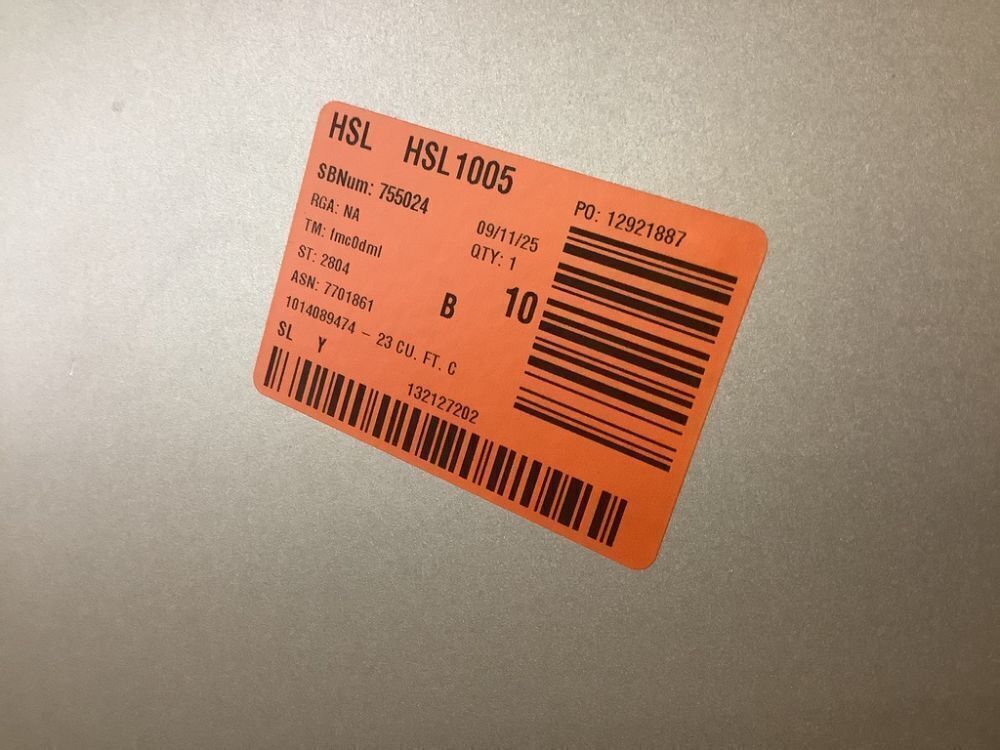 HSL HSL1005
SBNum: 755024
RGA: NA
TM: lmc0dml
ST: 2804
ASN: 7701861
1014089474 – 23 CU. FT. C
SL Y
09/11/25
QTY: 1
B 10
132127202
PO: 12921887